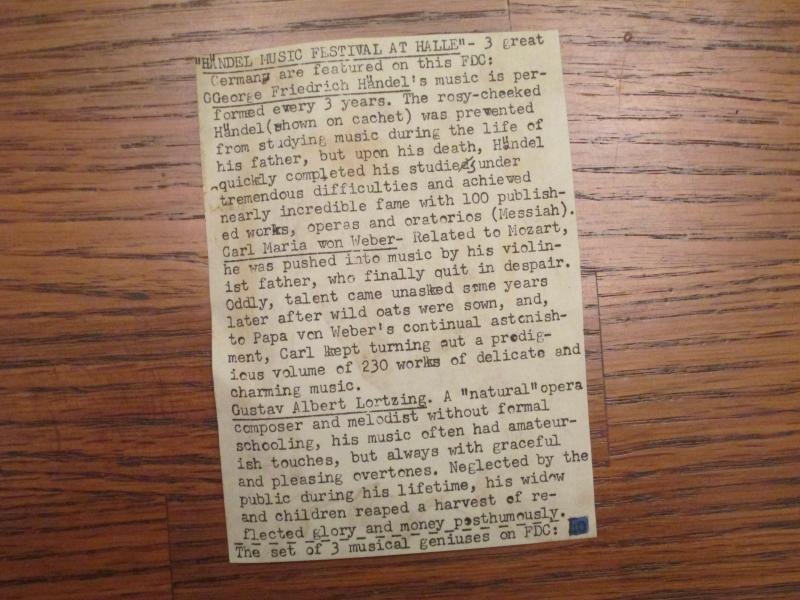 "HÄNDEL MUSIC FESTIVAL AT HALLE"- 3 great
Germans are featured on this FDC:
GGeorge Friedrich Händel's music is per-
formed every 3 years. The rosy-cheeked
Händel(shown on cachet) was prevented
from studying music during the life of
his father, but upon his death, Händel
quickly completed his studies under
tremendous difficulties and achieved
nearly incredible fame with 100 publish-
ed works, operas and oratorios (Messiah).
Carl Maria von Weber- Related to Mozart,
he was pushed into music by his violin-
ist father, who finally quit in despair.
Oddly, talent came unasked some years
later after wild oats were sown, and,
to Papa von Weber's continual astonish-
ment, Carl kept turning out a prodig-
ious volume of 230 works of delicate and
charming music.
Gustav Albert Lortzing. A "natural"opera
composer and melodist without formal
schooling, his music often had amateur-
ish touches, but always with graceful
and pleasing overtones. Neglected by the
public during his lifetime, his widow
and children reaped a harvest of re-
flected glory and money posthumously.
The set of 3 musical geniuses on FDC: